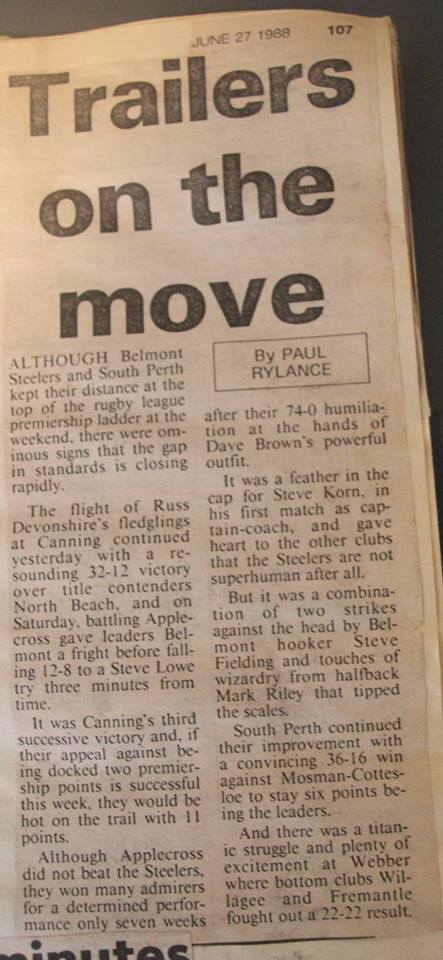 JUNE 27 1988
107
Trailers
on the
move
By PAUL
RYLANCE
ALTHOUGH Belmont
Steelers and South Perth
kept their distance at the
top of the rugby league
premiership ladder at the
weekend, there were om-
inous signs that the gap
in standards is closing
rapidly.
The flight of Russ
Devonshire's fledglings
at Canning continued
yesterday with a re-
sounding 32-12 victory
over title contenders
North Beach, and on
Saturday, battling Apple-
cross gave leaders Bel-
mont a fright before fall-
ing 12-8 to a Steve Lowe
try three minutes from
time.
It was Canning's third
successive victory and, if
their appeal against be-
ing docked two premier-
ship points is successful
this week, they would be
hot on the trail with 11
points.
Although Applecross
did not beat the Steelers,
they won many admirers
for a determined perfor-
mance only seven weeks
after their 74-0 humilia-
tion at the hands of
Dave Brown's powerful
outfit.
It was a feather in the
cap for Steve Korn, in
his first match as cap-
tain-coach, and gave
heart to the other clubs
that the Steelers are not
superhuman after all.
But it was a combina-
tion of two strikes
against the head by Bel-
mont hooker Steve
Fielding and touches of
wizardry from halfback
Mark Riley that tipped
the scales.
South Perth continued
their improvement with
a convincing 36-16 win
against Mosman-Cottes-
loe to stay six points be-
ing the leaders.
And there was a titan-
ic struggle and plenty of
excitement at Webber
where bottom clubs Wil-
lagee and Fremantle
fought out a 22-22 result.
minutes